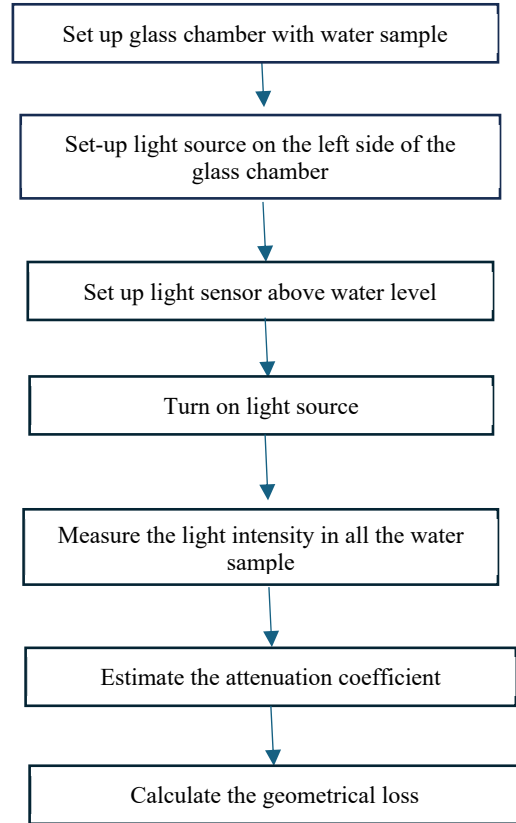 Set up glass chamber with water sample
Set-up light source on the left side of the
glass chamber
Set up light sensor above water level
Turn on light source
Measure the light intensity in all the water
sample
Estimate the attenuation coefficient
Calculate the geometrical loss